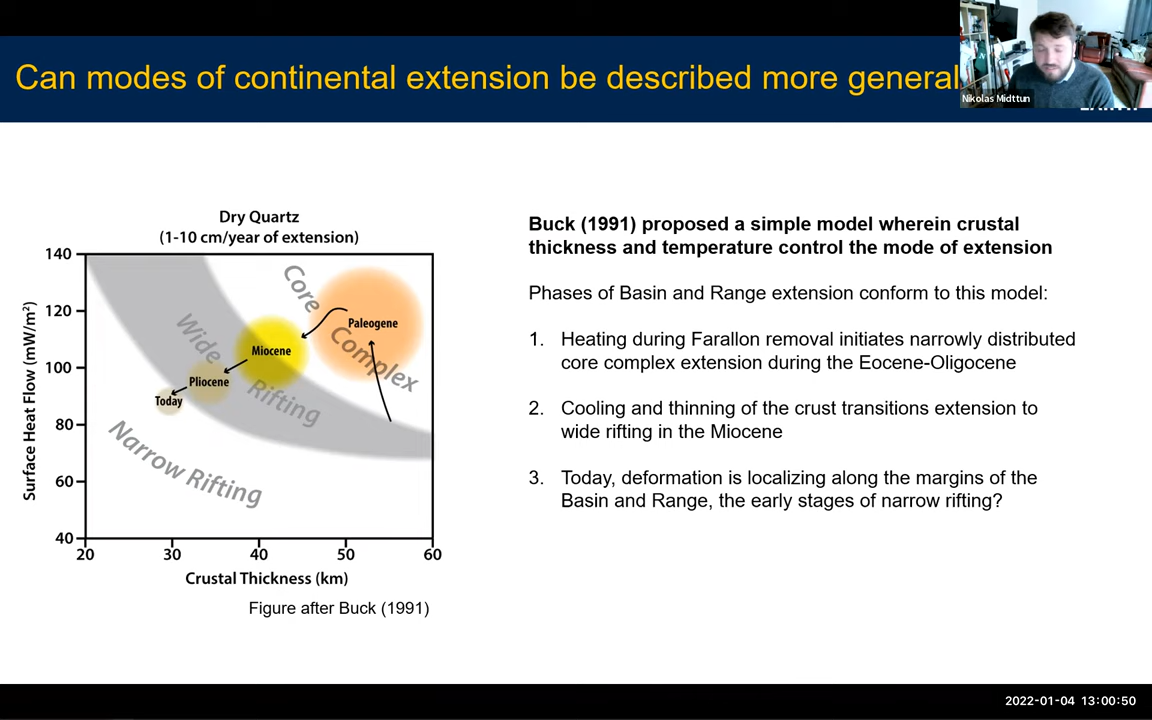 Can modes of continental extension be described more general
Nikolas Midttun
Dry Quartz
(1-10 cm/year of extension)
140
120
100
80
60
40
20
30
40
50
60
Surface Heat Flow (mW/m²)
Crustal Thickness (km)
Core Complex
Wide Rifting
Narrow Rifting
Paleogene
Miocene
Pliocene
Today
Figure after Buck (1991)
Buck (1991) proposed a simple model wherein crustal
thickness and temperature control the mode of extension
Phases of Basin and Range extension conform to this model:
1. Heating during Farallon removal initiates narrowly distributed
core complex extension during the Eocene-Oligocene
2. Cooling and thinning of the crust transitions extension to
wide rifting in the Miocene
3. Today, deformation is localizing along the margins of the
Basin and Range, the early stages of narrow rifting?
2022-01-04 13:00:50